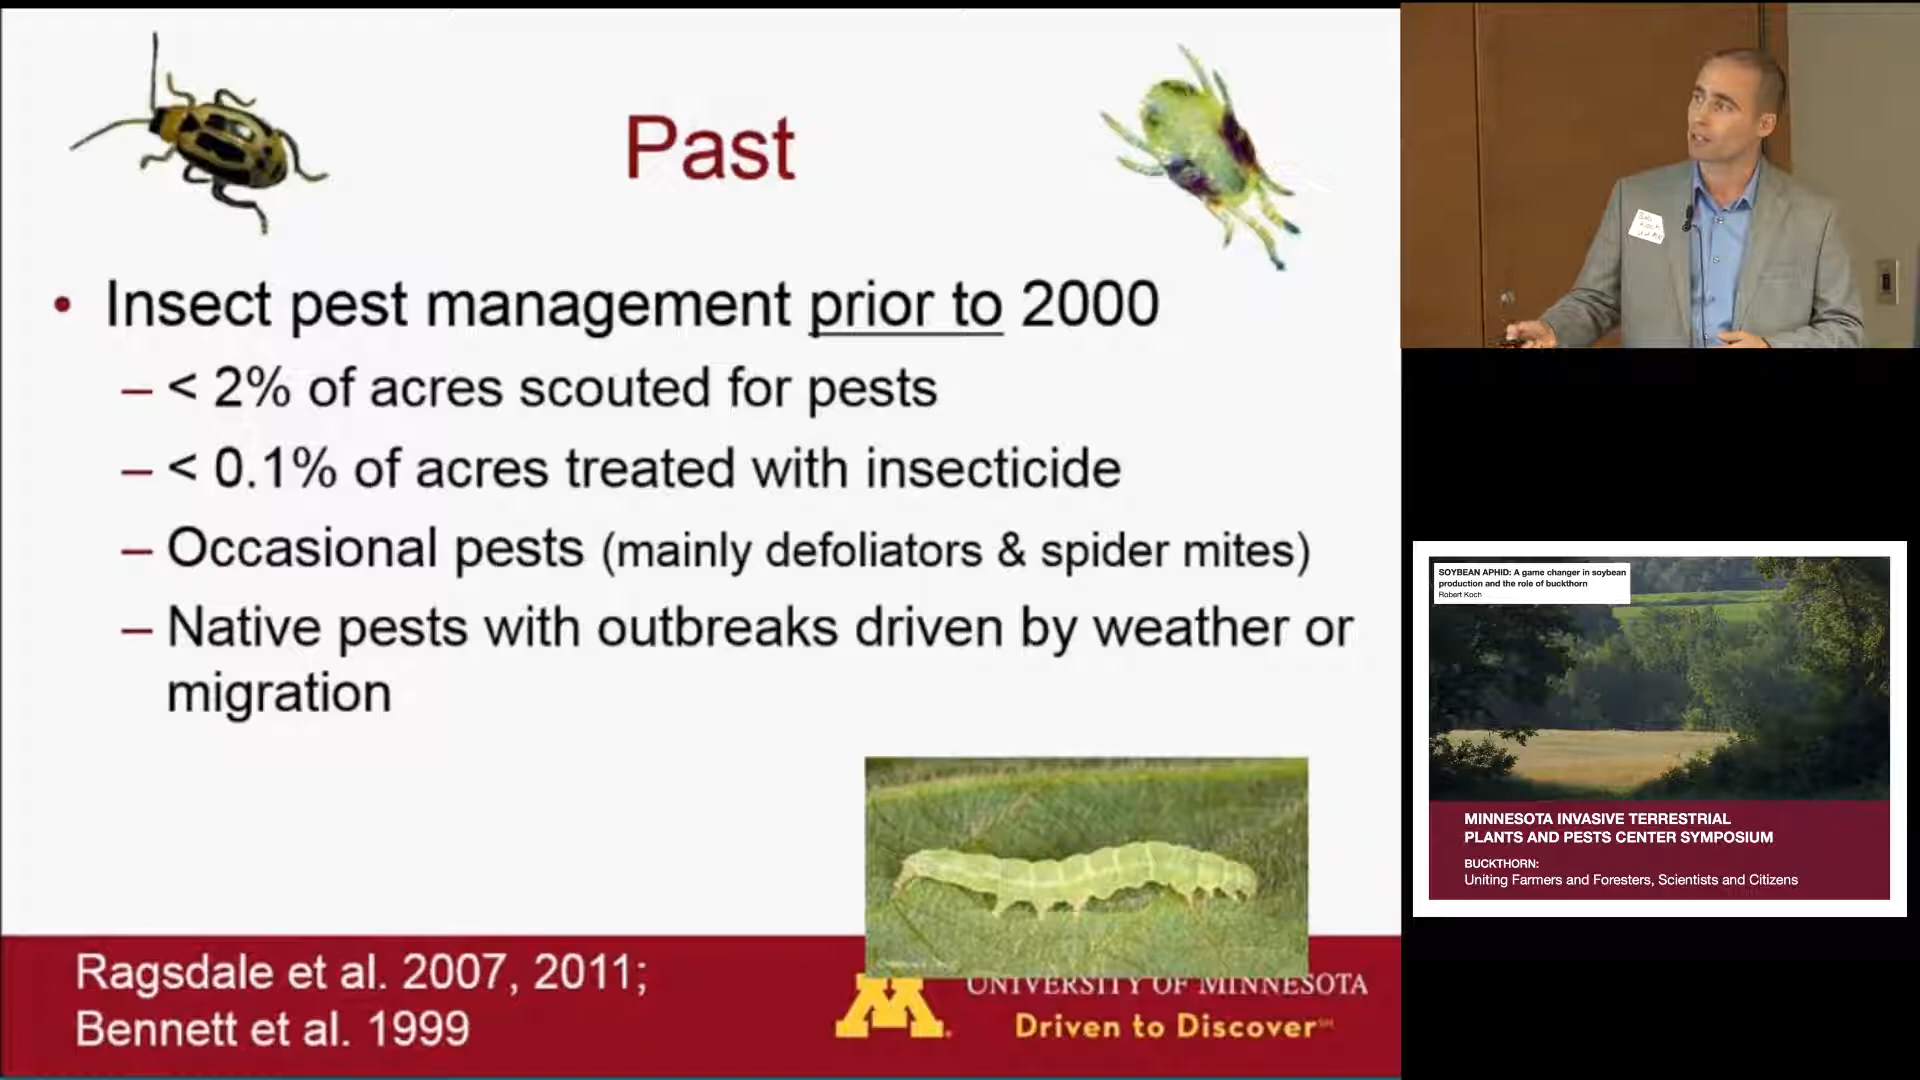 Past
• Insect pest management prior to 2000
– < 2% of acres scouted for pests
– < 0.1% of acres treated with insecticide
– Occasional pests (mainly defoliators & spider mites)
– Native pests with outbreaks driven by weather or
migration
Ragsdale et al. 2007, 2011;
Bennett et al. 1999
M
UNIVERSITY OF MINNESOTA
Driven to Discover℠
SOYBEAN APHID: A game changer in soybean
production and the role of buckthorn
Robert Koch
MINNESOTA INVASIVE TERRESTRIAL
PLANTS AND PESTS CENTER SYMPOSIUM
BUCKTHORN:
Uniting Farmers and Foresters, Scientists and Citizens